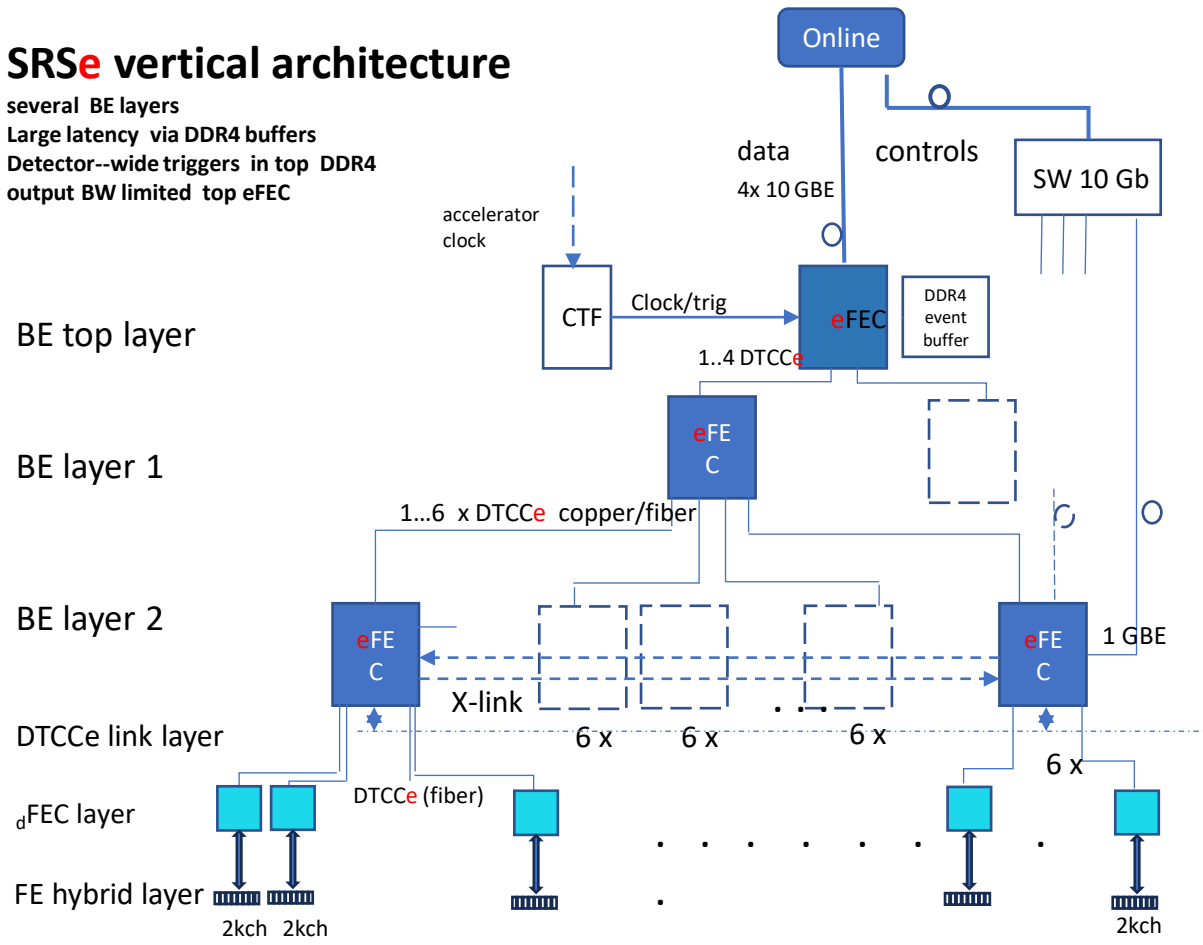 Online
SRSe vertical architecture
several BE layers
Large latency via DDR4 buffers
Detector--wide triggers in top DDR4
output BW limited top eFEC
data
4x 10 GBE
controls
SW 10 Gb
accelerator
clock
BE top layer
CTF
Clock/trig
eFEC
DDR4
event
buffer
1..4 DTCCe
BE layer 1
eFE
C
1...6 x DTCCe copper/fiber
BE layer 2
eFE
C
eFE
C
1 GBE
X-link
. ...
DTCCe link layer
6 x
6 x
6 x
6 x
dFEC layer
DTCCe (fiber)
. . . . . . .
FE hybrid layer
.
2kch
2kch
2kch